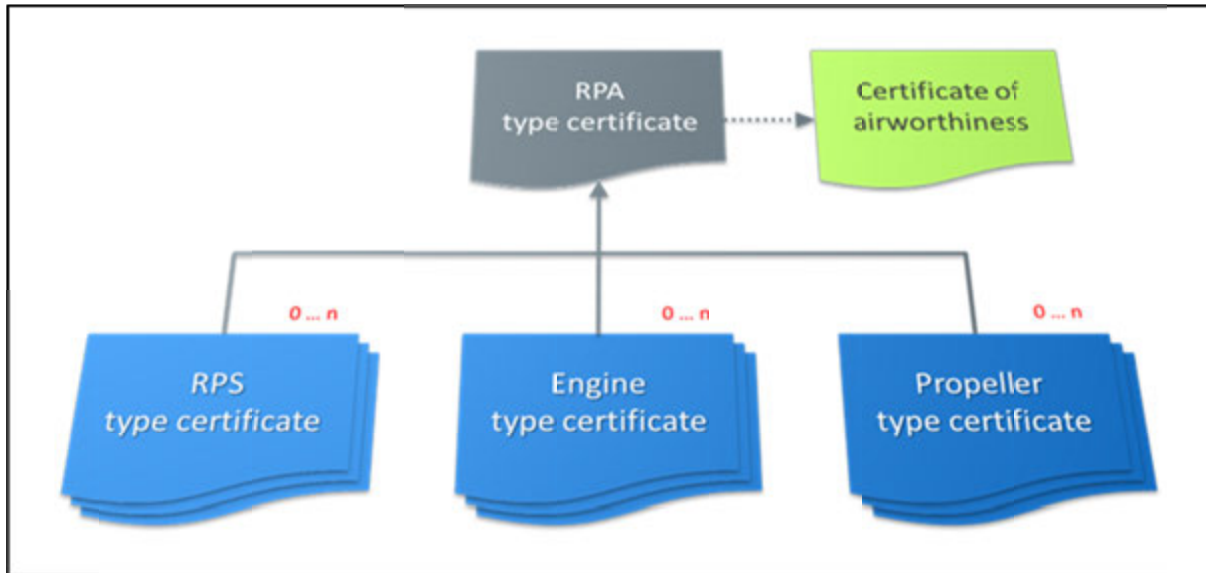 RPA
type certificate
Certificate of
airworthiness
0 ... n
0 ... n
0 ... n
RPS
type certificate
Engine
type certificate
Propeller
type certificate